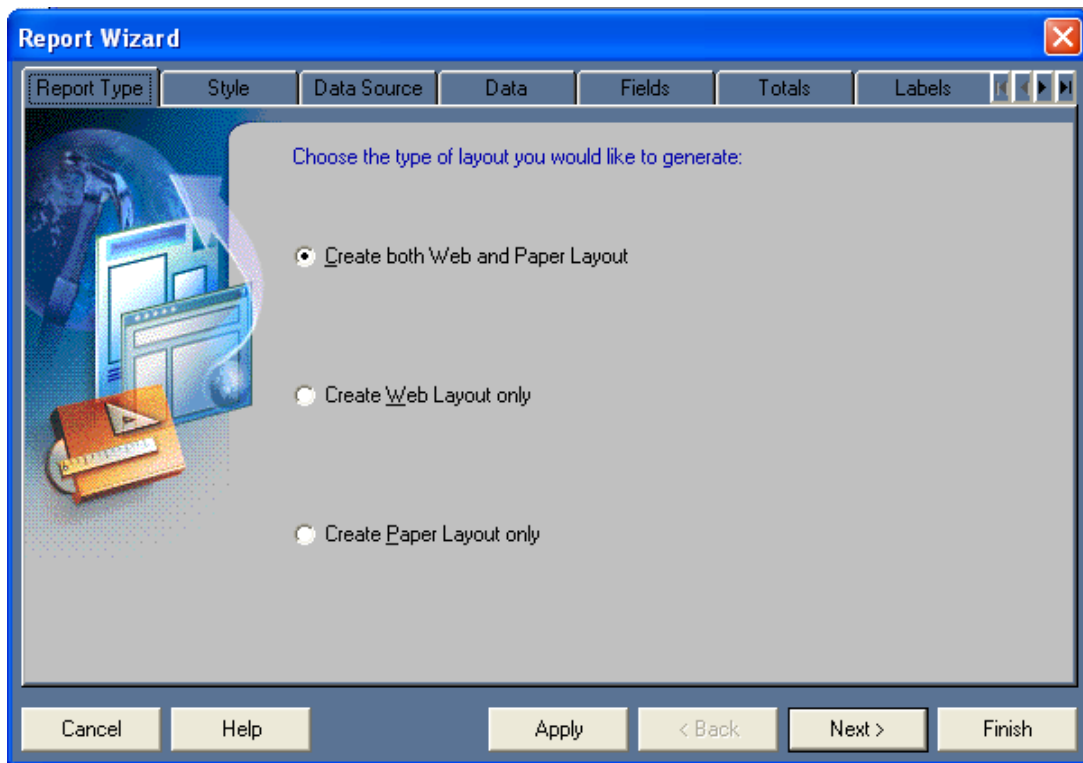 Report Wizard
Report Type Style Data Source Data Fields Totals Labels
Choose the type of layout you would like to generate:
Create both Web and Paper Layout
Create Web Layout only
Create Paper Layout only
Cancel Help Apply < Back Next > Finish